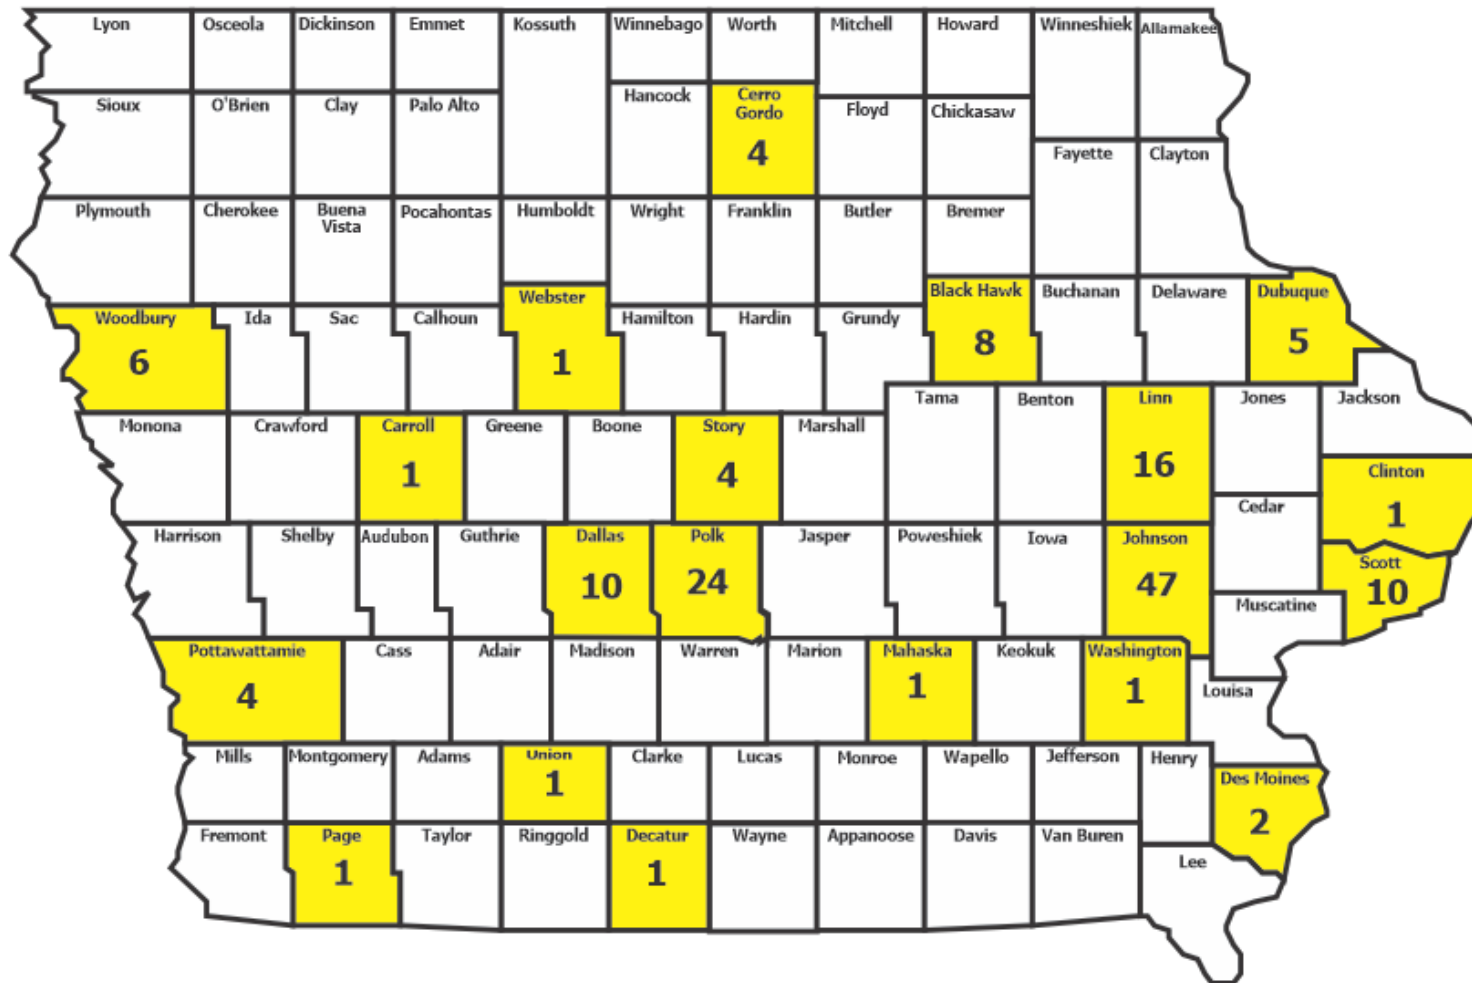 Lyon Osceola Dickinson Emmet Kossuth Winnebago Worth Mitchell Howard Winneshiek Allamakee
Sioux O'Brien Clay Palo Alto Hancock Cerro Gordo Floyd Chickasaw
4
Fayette Clayton
Plymouth Cherokee Buena Vista Pocahontas Humboldt Wright Franklin Butler Bremer
Woodbury Ida Sac Calhoun Webster Hamilton Hardin Grundy Black Hawk Buchanan Delaware Dubuque
6 1 8 5
Monona Crawford Carroll Greene Boone Story Marshall Tama Benton Linn Jones Jackson
1 4 16
Clinton
1
Cedar
Harrison Shelby Audubon Guthrie Dallas Polk Jasper Poweshiek Iowa Johnson Scott
10 24 47 10
Muscatine
Pottawattamie Cass Adair Madison Warren Marion Mahaska Keokuk Washington
4 1 1
Louisa
Mills Montgomery Adams Union Clarke Lucas Monroe Wapello Jefferson Henry Des Moines
1 2
Fremont Page Taylor Ringgold Decatur Wayne Appanoose Davis Van Buren Lee
1 1